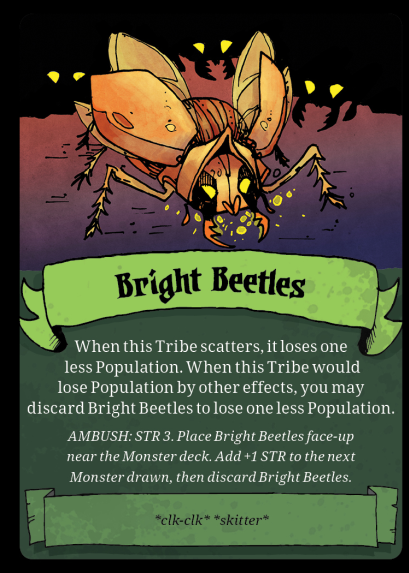 Bright Beetles
When this Tribe scatters, it loses one
less Population. When this Tribe would
lose Population by other effects, you may
discard Bright Beetles to lose one less Population.
AMBUSH: STR 3. Place Bright Beetles face-up
near the Monster deck. Add +1 STR to the next
Monster drawn, then discard Bright Beetles.
*clk-clk* *skitter*